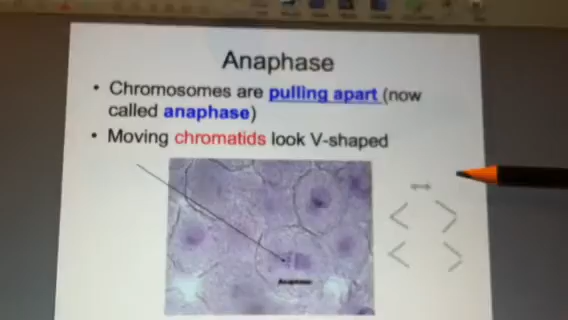 Anaphase
• Chromosomes are pulling apart (now
called anaphase)
• Moving chromatids look V-shaped
Anaphase